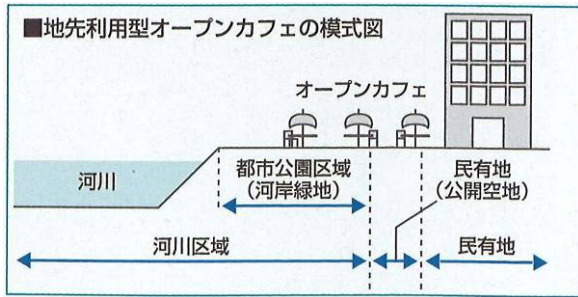 ■地先利用型オープンカフェの模式図
オープンカフェ
河川
都市公園区域
(河岸緑地)
民有地
(公開空地)
河川区域
民有地